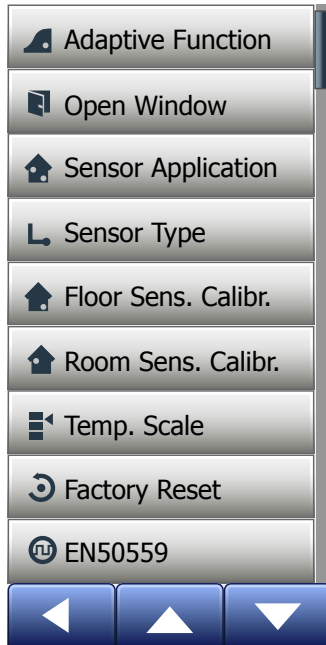 Adaptive Function
Open Window
Sensor Application
Sensor Type
Floor Sens. Calibr.
Room Sens. Calibr.
Temp. Scale
Factory Reset
EN50559